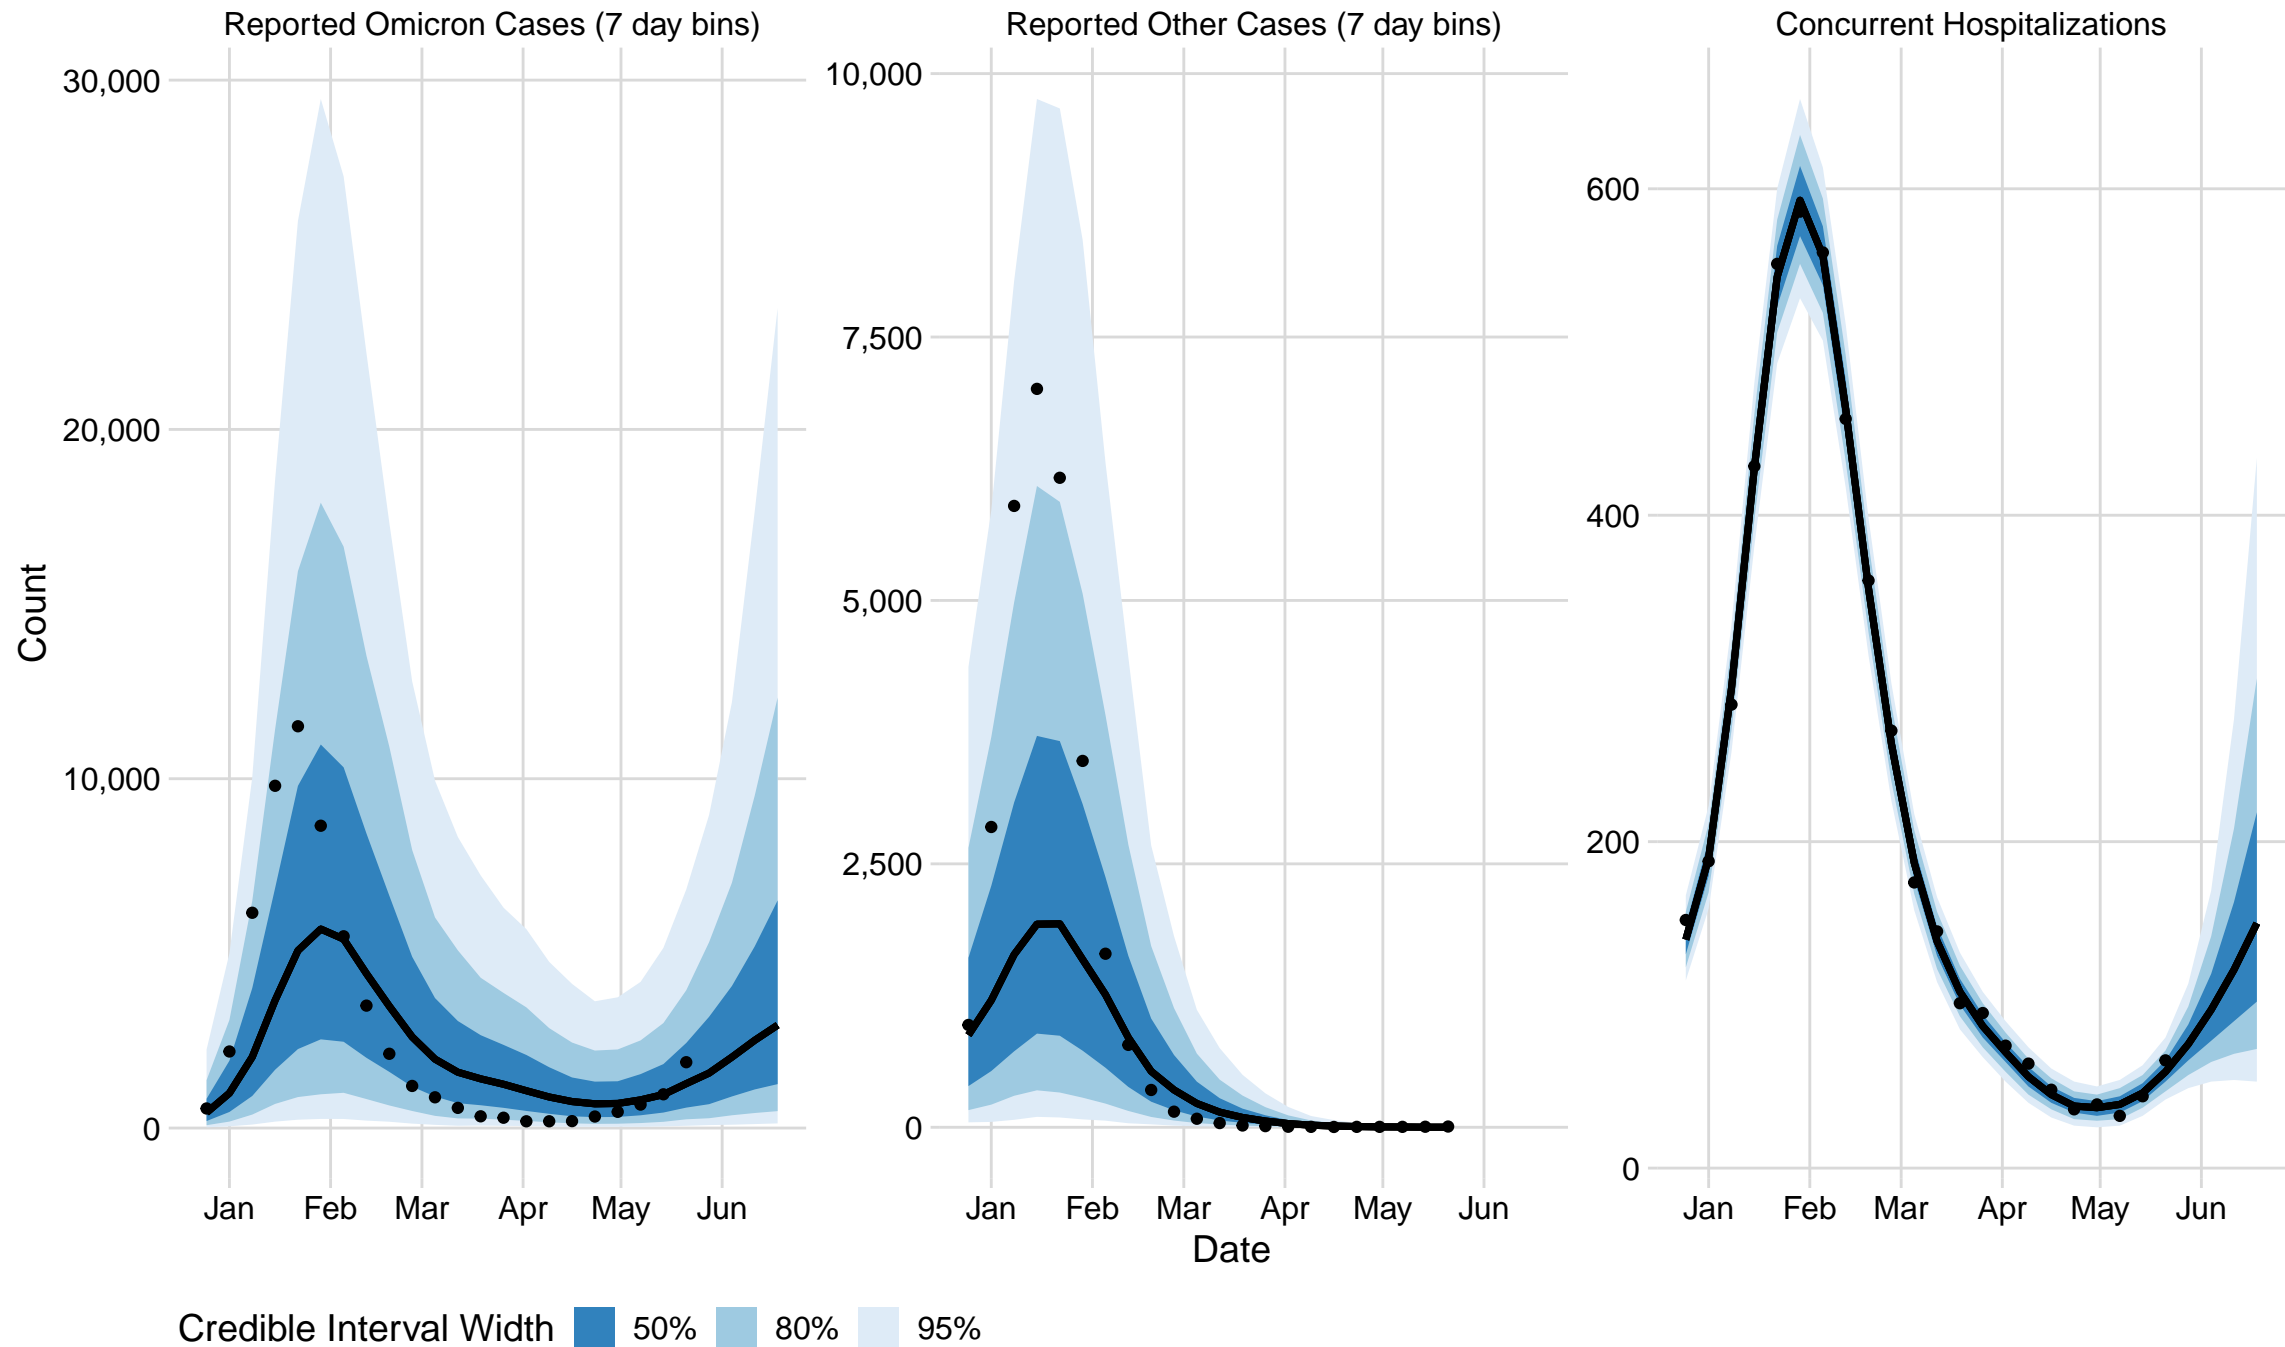 Reported Omicron Cases (7 day bins)
Reported Other Cases (7 day bins)
Concurrent Hospitalizations
Count
30,000
20,000
10,000
0
10,000
7,500
5,000
2,500
0
600
400
200
0
Jan Feb Mar Apr May Jun
Jan Feb Mar Apr May Jun
Jan Feb Mar Apr May Jun
Date
Credible Interval Width 50% 80% 95%